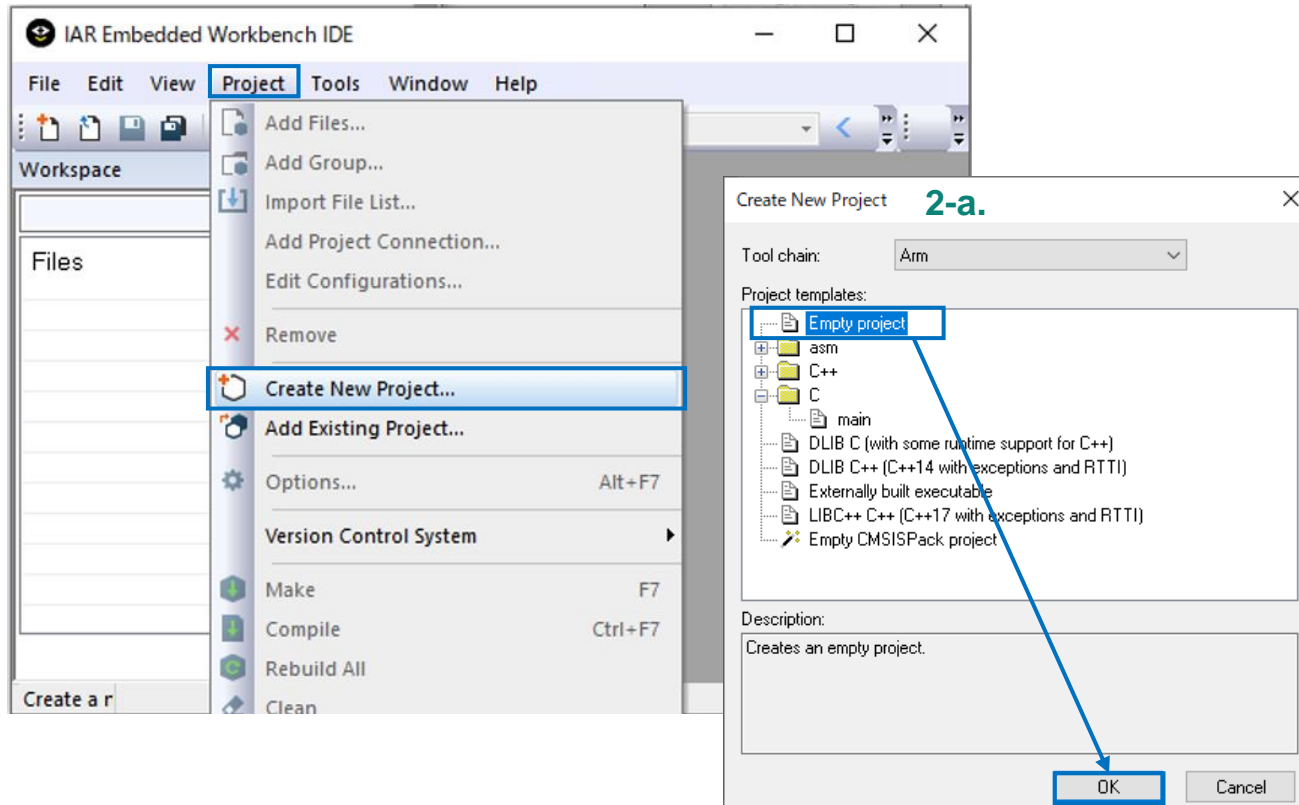 IAR Embedded Workbench IDE
File Edit View Project Tools Window Help
Workspace
Files
Create a r
Add Files...
Add Group...
Import File List...
Add Project Connection...
Edit Configurations...
Remove
Create New Project...
Add Existing Project...
Options... Alt+F7
Version Control System
Make F7
Compile Ctrl+F7
Rebuild All
Clean
Create New Project 2-a.
Tool chain: Arm
Project templates:
Empty project
asm
C++
C
main
DLIB C (with some runtime support for C++)
DLIB C++ (C++14 with exceptions and RTTI)
Externally built executable
LIBC++ C++ (C++17 with exceptions and RTTI)
Empty CMSISPack project
Description:
Creates an empty project.
OK Cancel